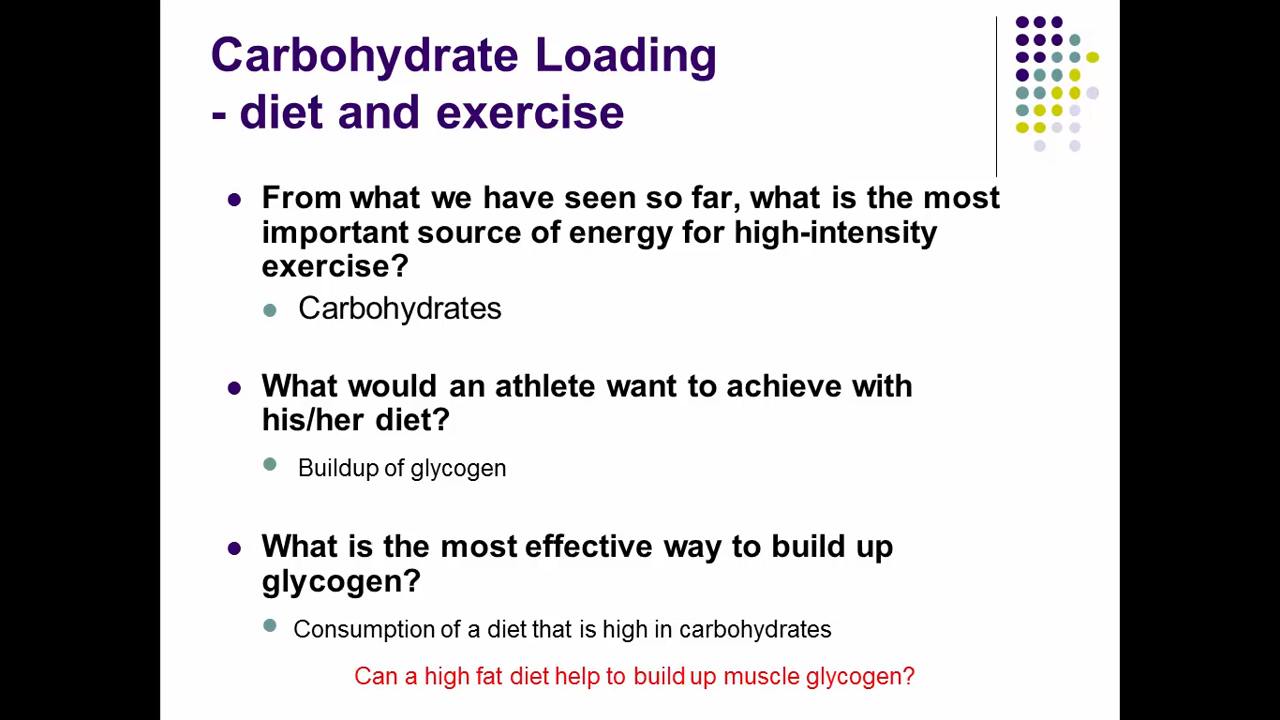 Carbohydrate Loading
- diet and exercise
From what we have seen so far, what is the most
important source of energy for high-intensity
exercise?
Carbohydrates
What would an athlete want to achieve with
his/her diet?
Buildup of glycogen
What is the most effective way to build up
glycogen?
Consumption of a diet that is high in carbohydrates
Can a high fat diet help to build up muscle glycogen?